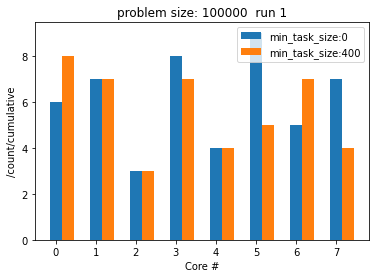 problem size: 100000  run 1
min_task_size:0
min_task_size:400
8
6
4
2
0
/count/cumulative
0 1 2 3 4 5 6 7
Core #